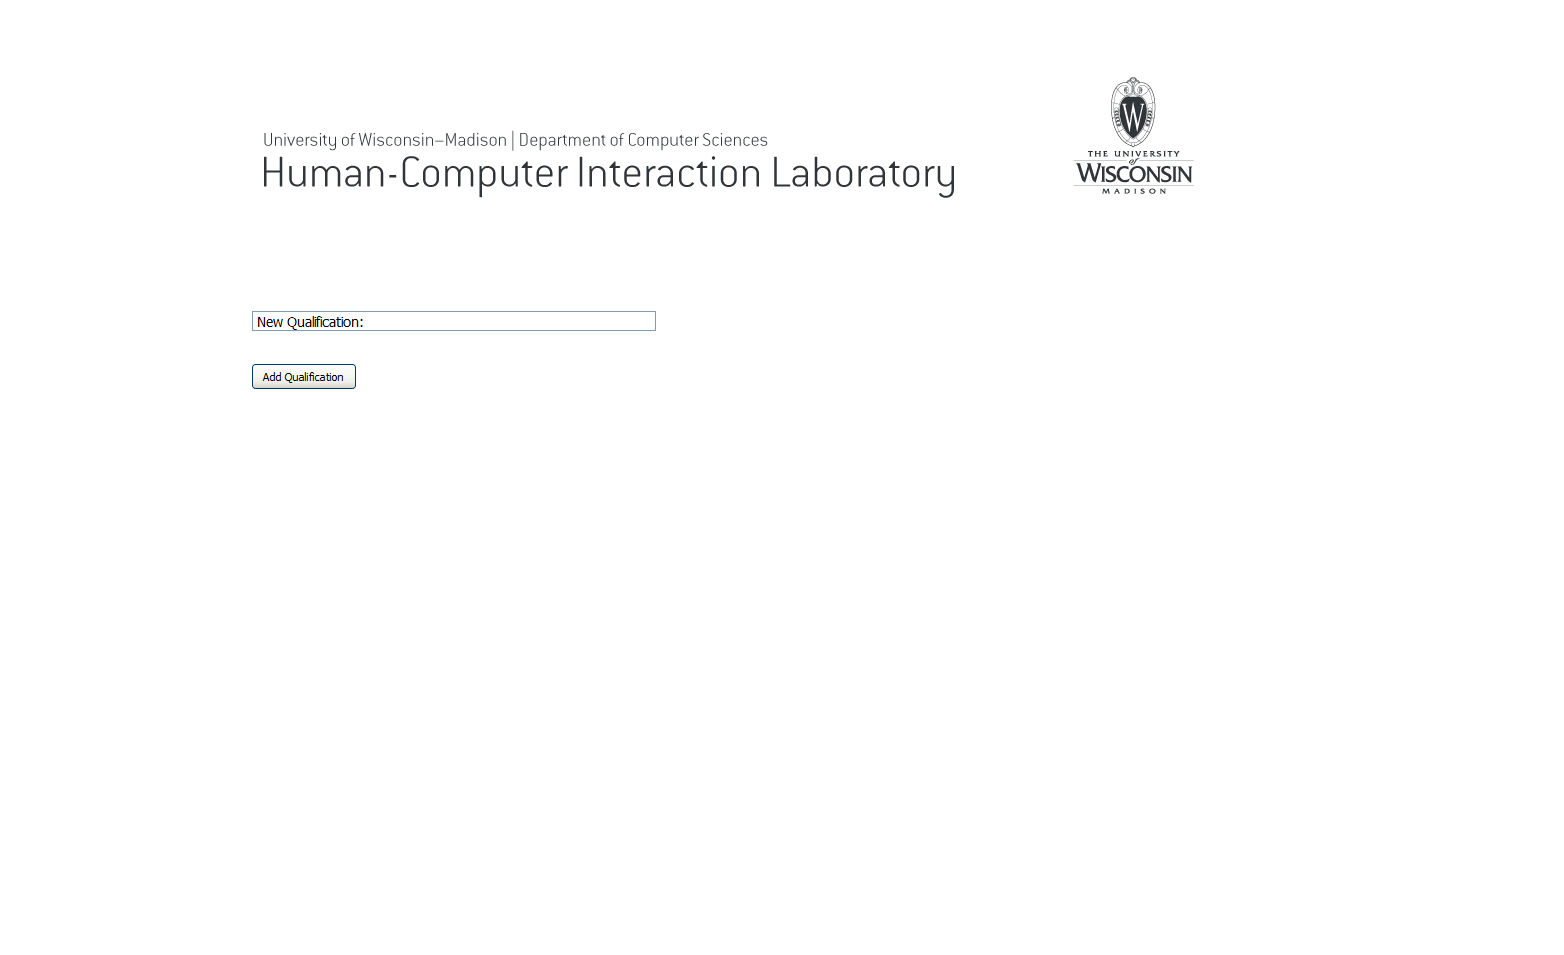 University of Wisconsin–Madison | Department of Computer Sciences
Human-Computer Interaction Laboratory
W
THE UNIVERSITY
of
WISCONSIN
MADISON
New Qualification:
Add Qualification